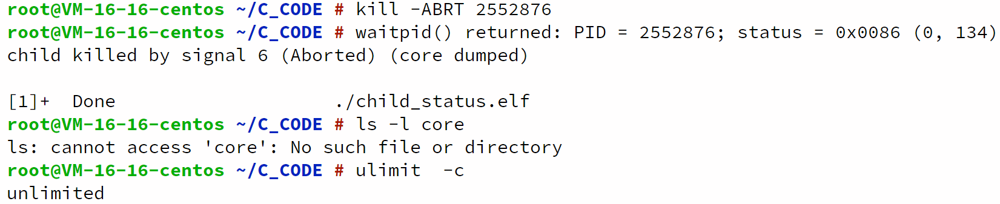 root@VM-16-16-centos ~/C_CODE # kill -ABRT 2552876
root@VM-16-16-centos ~/C_CODE # waitpid() returned: PID = 2552876; status = 0x0086 (0, 134)
child killed by signal 6 (Aborted) (core dumped)

[1]+  Done                    ./child_status.elf
root@VM-16-16-centos ~/C_CODE # ls -l core
ls: cannot access 'core': No such file or directory
root@VM-16-16-centos ~/C_CODE # ulimit  -c
unlimited